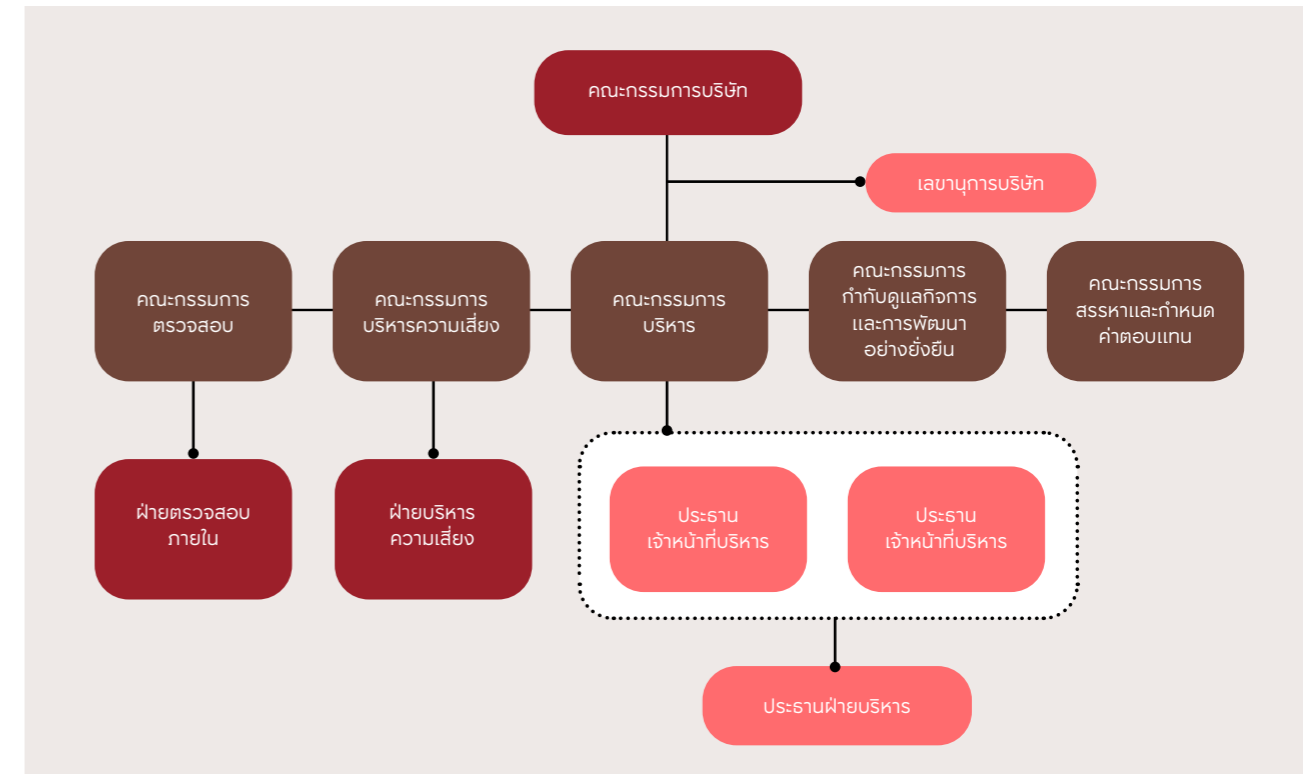 คณะกรรมการบริษัท
เลขานุการบริษัท
คณะกรรมการ
ตรวจสอบ
คณะกรรมการ
บริหารความเสี่ยง
คณะกรรมการ
บริหาร
คณะกรรมการ
กำกับดูแลกิจการ
และการพัฒนา
อย่างยั่งยืน
คณะกรรมการ
สรรหาและกำหนด
ค่าตอบแทน
ฝ่ายตรวจสอบ
ภายใน
ฝ่ายบริหาร
ความเสี่ยง
ประธาน
เจ้าหน้าที่บริหาร
ประธาน
เจ้าหน้าที่บริหาร
ประธานฝ่ายบริหาร